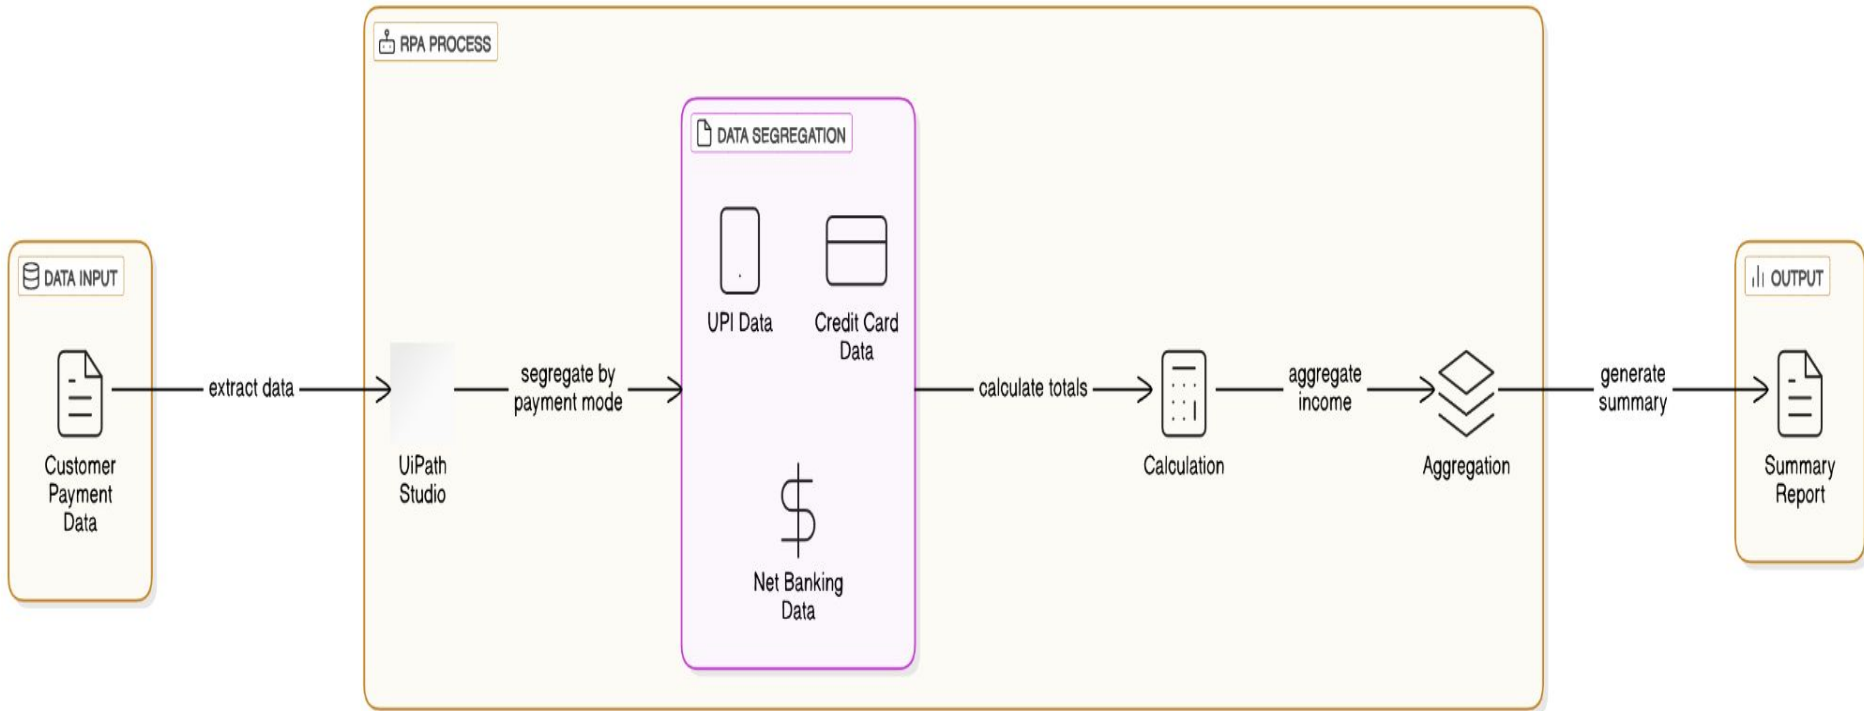 RPA PROCESS
DATA SEGREGATION
DATA INPUT
OUTPUT
UPI Data
Credit Card
Data
extract data
segregate by
payment mode
calculate totals
aggregate
income
generate
summary
Customer
Payment
Data
UiPath
Studio
Calculation
Aggregation
Summary
Report
Net Banking
Data